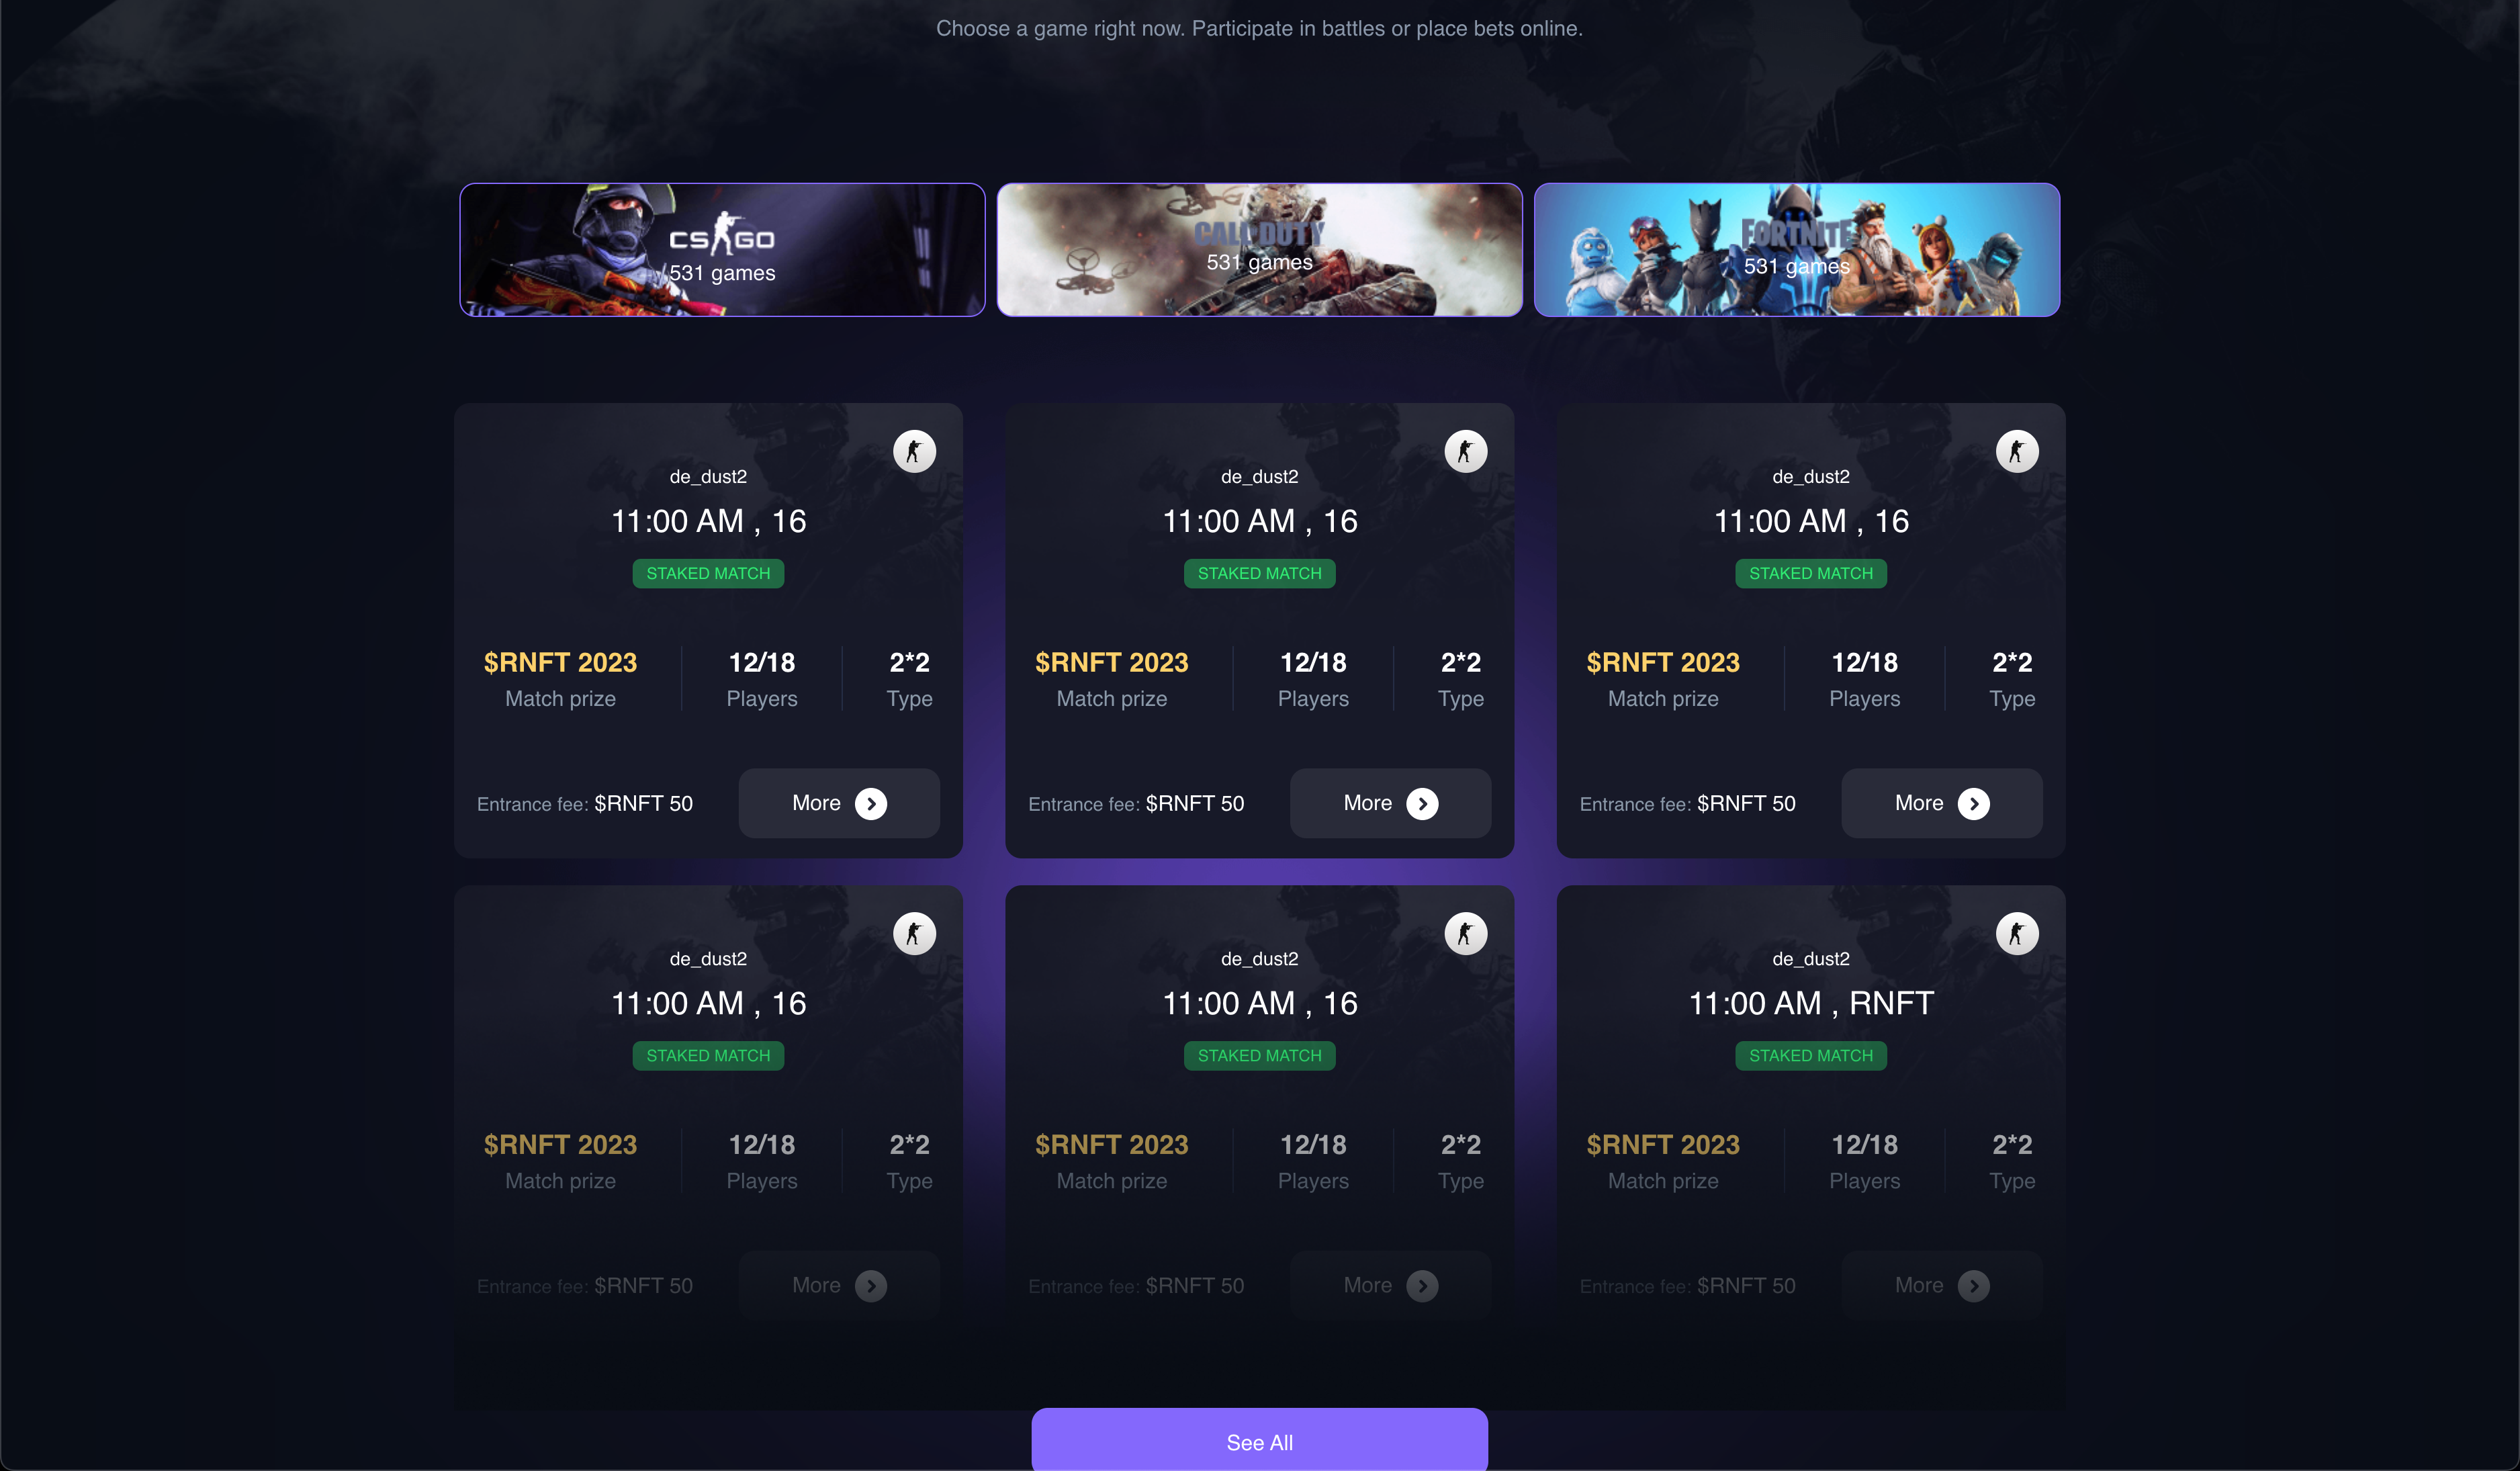 Choose a game right now. Participate in battles or place bets online.
CS GO
531 games
CALL DUTY
531 games
FORTNITE
531 games
de_dust2
11:00 AM , 16
STAKED MATCH
$RNFT 2023 12/18 2*2
Match prize Players Type
Entrance fee: $RNFT 50 More
de_dust2
11:00 AM , 16
STAKED MATCH
$RNFT 2023 12/18 2*2
Match prize Players Type
Entrance fee: $RNFT 50 More
de_dust2
11:00 AM , 16
STAKED MATCH
$RNFT 2023 12/18 2*2
Match prize Players Type
Entrance fee: $RNFT 50 More
de_dust2
11:00 AM , 16
STAKED MATCH
$RNFT 2023 12/18 2*2
Match prize Players Type
Entrance fee: $RNFT 50 More
de_dust2
11:00 AM , 16
STAKED MATCH
$RNFT 2023 12/18 2*2
Match prize Players Type
Entrance fee: $RNFT 50 More
de_dust2
11:00 AM , RNFT
STAKED MATCH
$RNFT 2023 12/18 2*2
Match prize Players Type
Entrance fee: $RNFT 50 More
See All